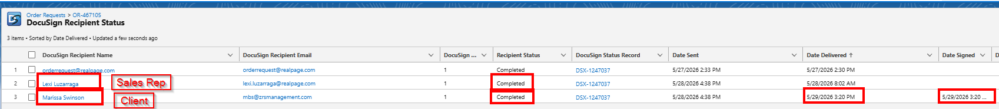 Order Requests > OR-467105
DocuSign Recipient Status
3 items • Sorted by Date Delivered • Updated a few seconds ago
DocuSign Recipient Name DocuSign Recipient Email DocuSign ... Recipient Status DocuSign Status Record Date Sent Date Delivered ↑ Date Signed D
1 orderrequest@realpage.com orderrequest@realpage.com 1 Completed DSX-1247037 5/27/2026 2:33 PM 5/27/2026 2:30 PM
2 Lexi Luzarraga Sales Rep lexi.luzarraga@realpage.com 1 Completed DSX-1247037 5/28/2026 4:38 PM 5/28/2026 8:02 AM
3 Marissa Swinson Client mbs@zrsmanagement.com 1 Completed DSX-1247037 5/28/2026 4:38 PM 5/29/2026 3:20 PM 5/29/2026 3:20 ...